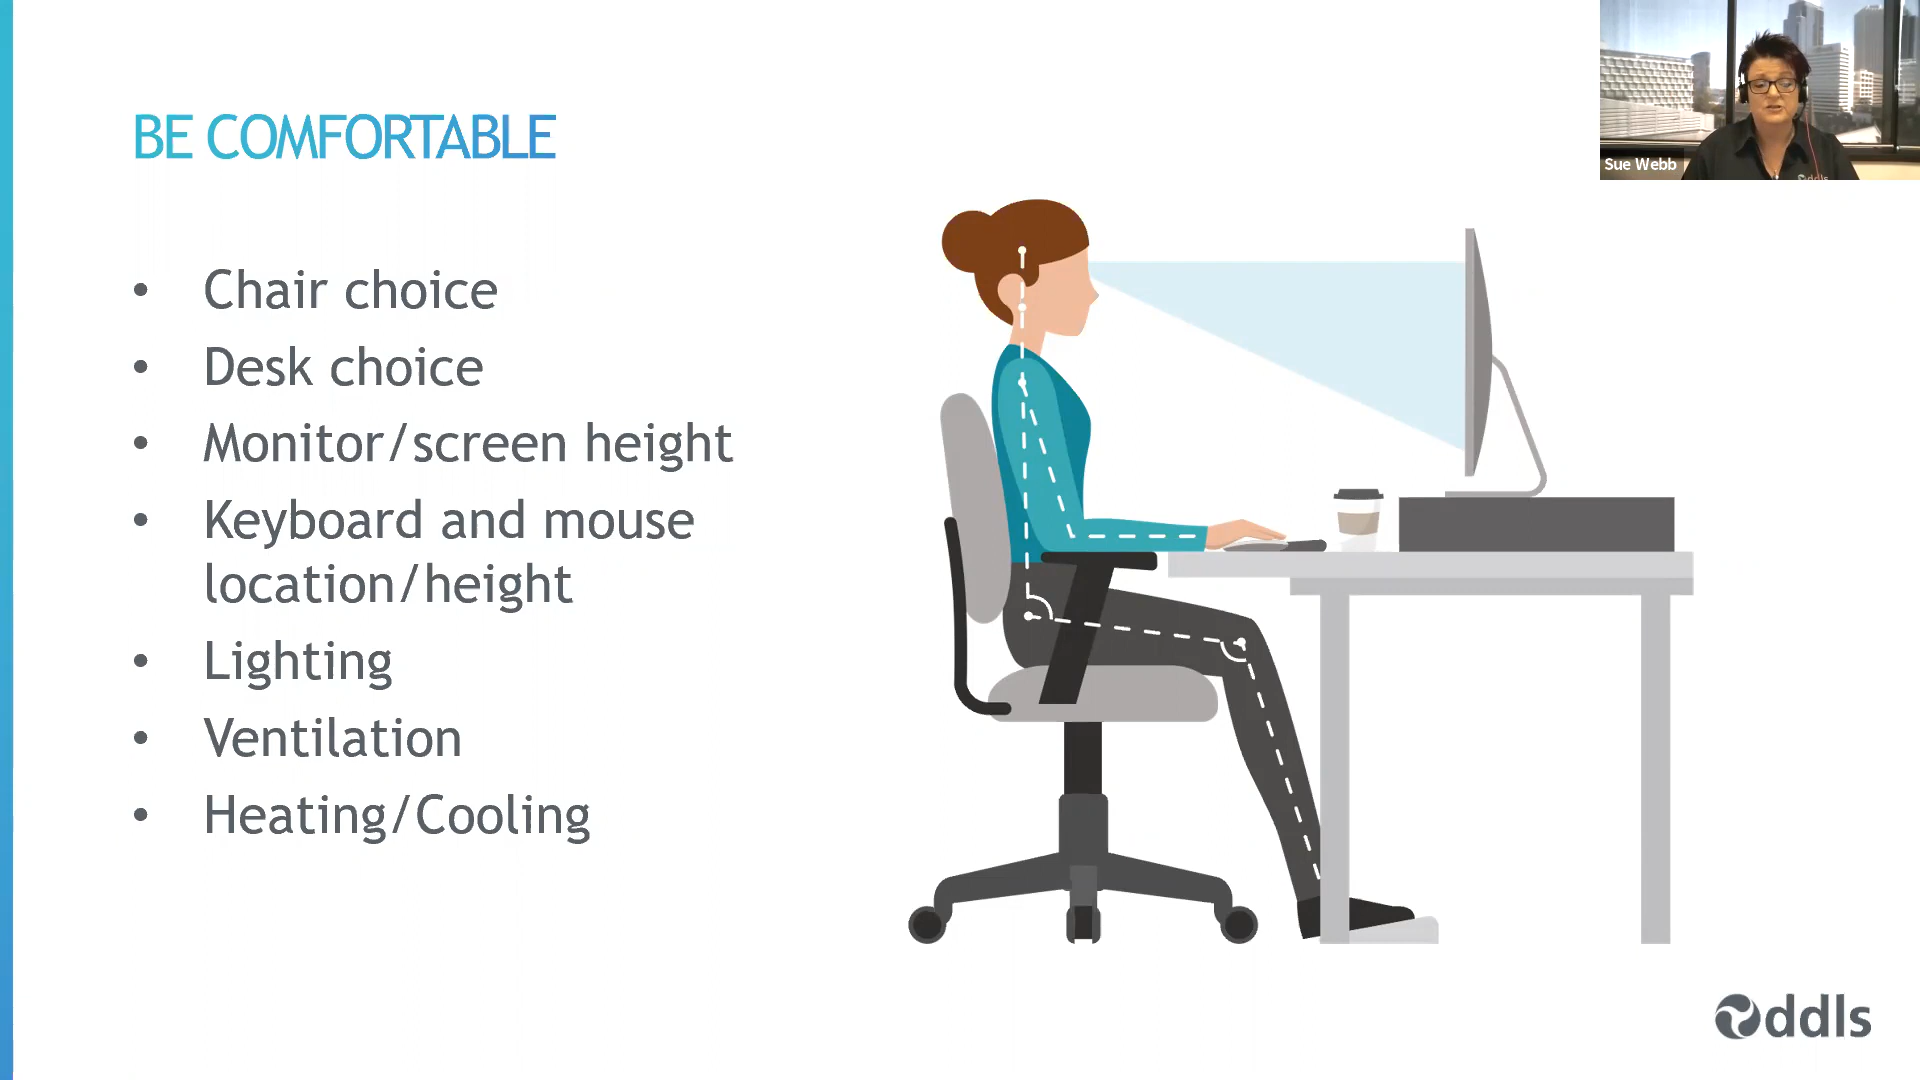 BE COMFORTABLE
Sue Webb
ddls
• Chair choice
• Desk choice
• Monitor/screen height
• Keyboard and mouse
location/height
• Lighting
• Ventilation
• Heating/Cooling
ddls